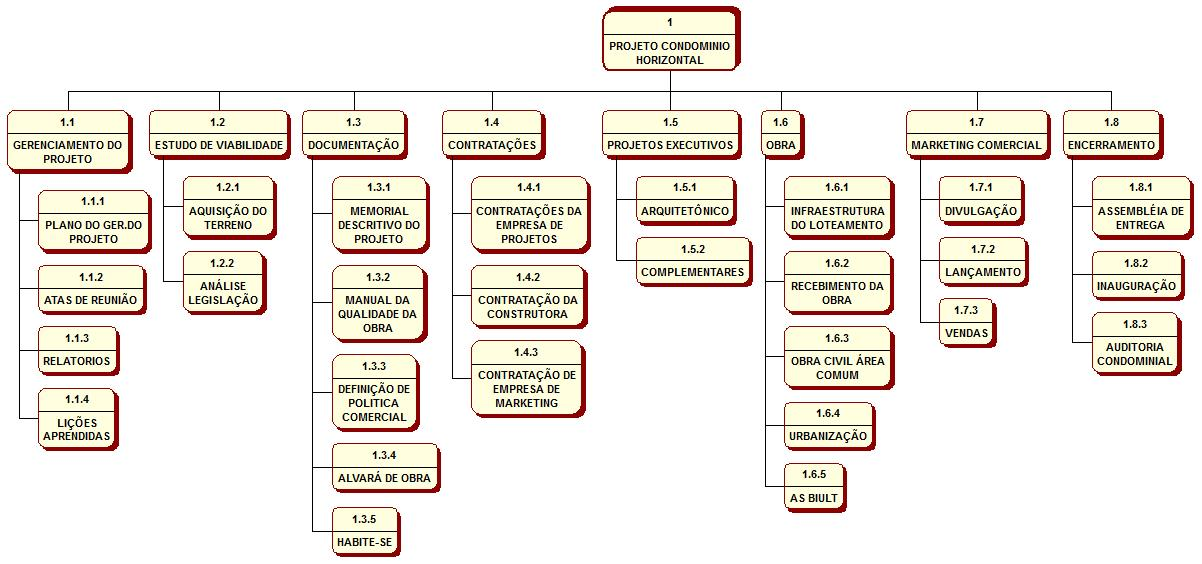 1
PROJETO CONDOMINIO
HORIZONTAL
1.1
GERENCIAMENTO DO
PROJETO
1.1.1
PLANO DO GER.DO
PROJETO
1.1.2
ATAS DE REUNIÃO
1.1.3
RELATORIOS
1.1.4
LIÇÕES
APRENDIDAS
1.2
ESTUDO DE VIABILIDADE
1.2.1
AQUISIÇÃO DO
TERRENO
1.2.2
ANÁLISE
LEGISLAÇÃO
1.3
DOCUMENTAÇÃO
1.3.1
MEMORIAL
DESCRITIVO DO
PROJETO
1.3.2
MANUAL DA
QUALIDADE DA
OBRA
1.3.3
DEFINIÇÃO DE
POLITICA
COMERCIAL
1.3.4
ALVARÁ DE OBRA
1.3.5
HABITE-SE
1.4
CONTRATAÇÕES
1.4.1
CONTRATAÇÕES DA
EMPRESA DE
PROJETOS
1.4.2
CONTRATAÇÃO DA
CONSTRUTORA
1.4.3
CONTRATAÇÃO DE
EMPRESA DE
MARKETING
1.5
PROJETOS EXECUTIVOS
1.5.1
ARQUITETÔNICO
1.5.2
COMPLEMENTARES
1.6
OBRA
1.6.1
INFRAESTRUTURA
DO LOTEAMENTO
1.6.2
RECEBIMENTO DA
OBRA
1.6.3
OBRA CIVIL ÁREA
COMUM
1.6.4
URBANIZAÇÃO
1.6.5
AS BIULT
1.7
MARKETING COMERCIAL
1.7.1
DIVULGAÇÃO
1.7.2
LANÇAMENTO
1.7.3
VENDAS
1.8
ENCERRAMENTO
1.8.1
ASSEMBLÉIA DE
ENTREGA
1.8.2
INAUGURAÇÃO
1.8.3
AUDITORIA
CONDOMINIAL